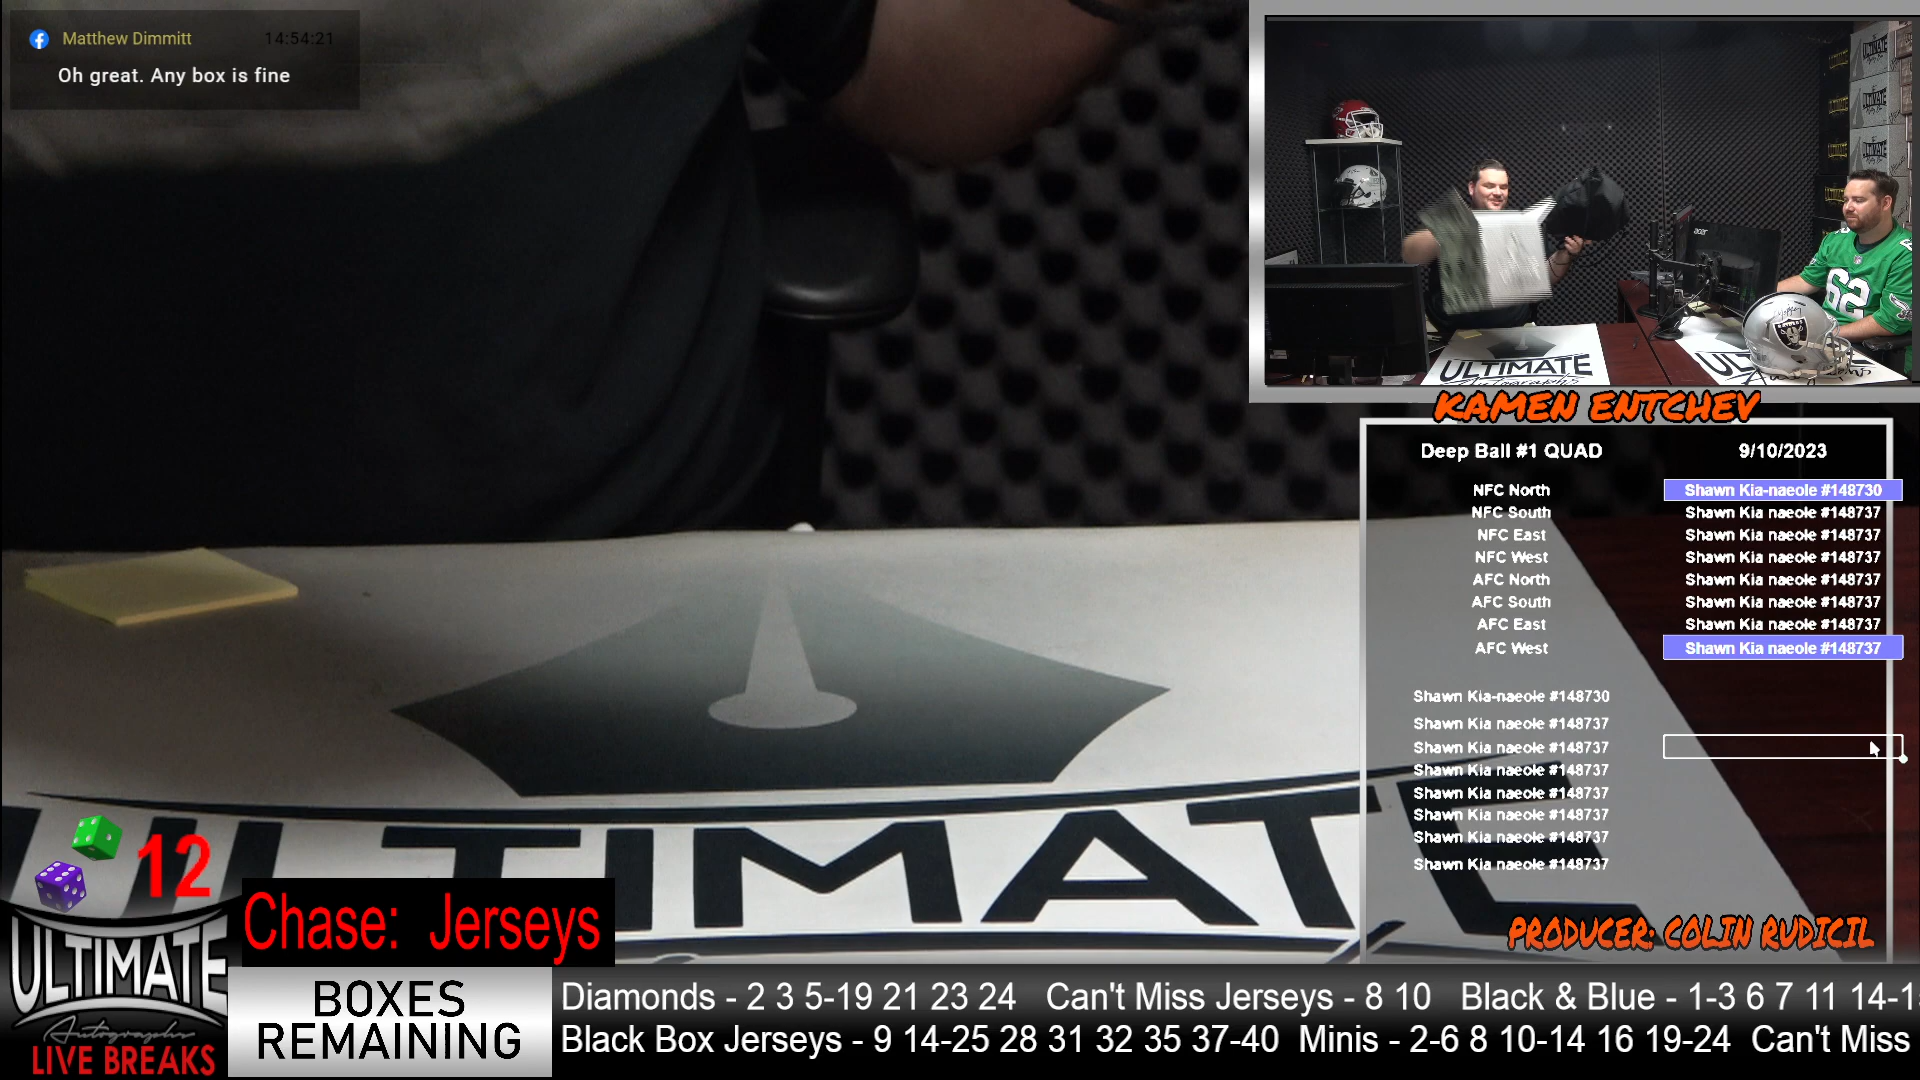 Matthew Dimmitt 14:54:21
Oh great. Any box is fine
ULTIMATE
acer
62
RAIDERS
ULTIMATE
Autographs
KAMEN ENTCHEV
Deep Ball #1 QUAD 9/10/2023
NFC North Shawn Kia-naeole #148730
NFC South Shawn Kia naeole #148737
NFC East Shawn Kia naeole #148737
NFC West Shawn Kia naeole #148737
AFC North Shawn Kia naeole #148737
AFC South Shawn Kia naeole #148737
AFC East Shawn Kia naeole #148737
AFC West Shawn Kia naeole #148737
Shawn Kia-naeole #148730
Shawn Kia naeole #148737
Shawn Kia naeole #148737
Shawn Kia naeole #148737
Shawn Kia naeole #148737
Shawn Kia naeole #148737
Shawn Kia naeole #148737
Shawn Kia naeole #148737
ULTIMATE
12
Chase: Jerseys
PRODUCER: COLIN RUDICIL
ULTIMATE
Autographs
LIVE BREAKS
BOXES
REMAINING
Diamonds - 2 3 5-19 21 23 24 Can't Miss Jerseys - 8 10 Black & Blue - 1-3 6 7 11 14-1
Black Box Jerseys - 9 14-25 28 31 32 35 37-40 Minis - 2-6 8 10-14 16 19-24 Can't Miss